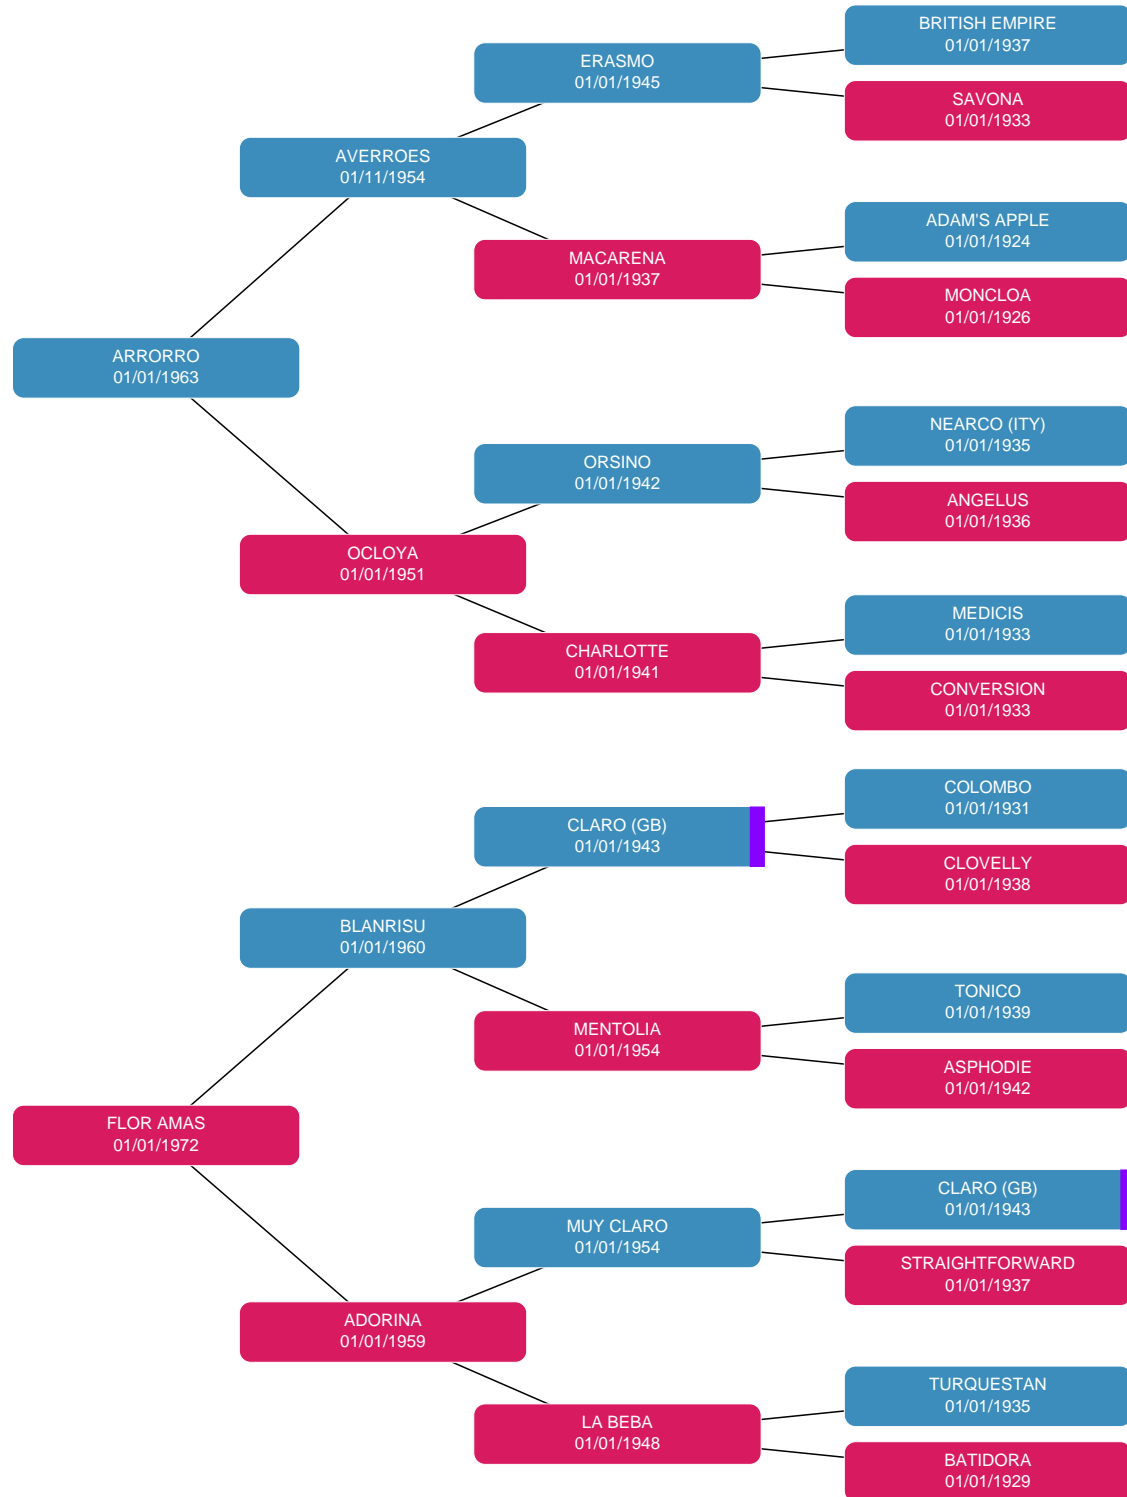 BRITISH EMPIRE
01/01/1937
ERASMO
01/01/1945
SAVONA
01/01/1933
AVERROES
01/11/1954
ADAM'S APPLE
01/01/1924
MACARENA
01/01/1937
MONCLOA
01/01/1926
ARRORRO
01/01/1963
NEARCO (ITY)
01/01/1935
ORSINO
01/01/1942
ANGELUS
01/01/1936
OCLOYA
01/01/1951
MEDICIS
01/01/1933
CHARLOTTE
01/01/1941
CONVERSION
01/01/1933
COLOMBO
01/01/1931
CLARO (GB)
01/01/1943
CLOVELLY
01/01/1938
BLANRISU
01/01/1960
TONICO
01/01/1939
MENTOLIA
01/01/1954
ASPHODIE
01/01/1942
FLOR AMAS
01/01/1972
CLARO (GB)
01/01/1943
MUY CLARO
01/01/1954
STRAIGHTFORWARD
01/01/1937
ADORINA
01/01/1959
TURQUESTAN
01/01/1935
LA BEBA
01/01/1948
BATIDORA
01/01/1929